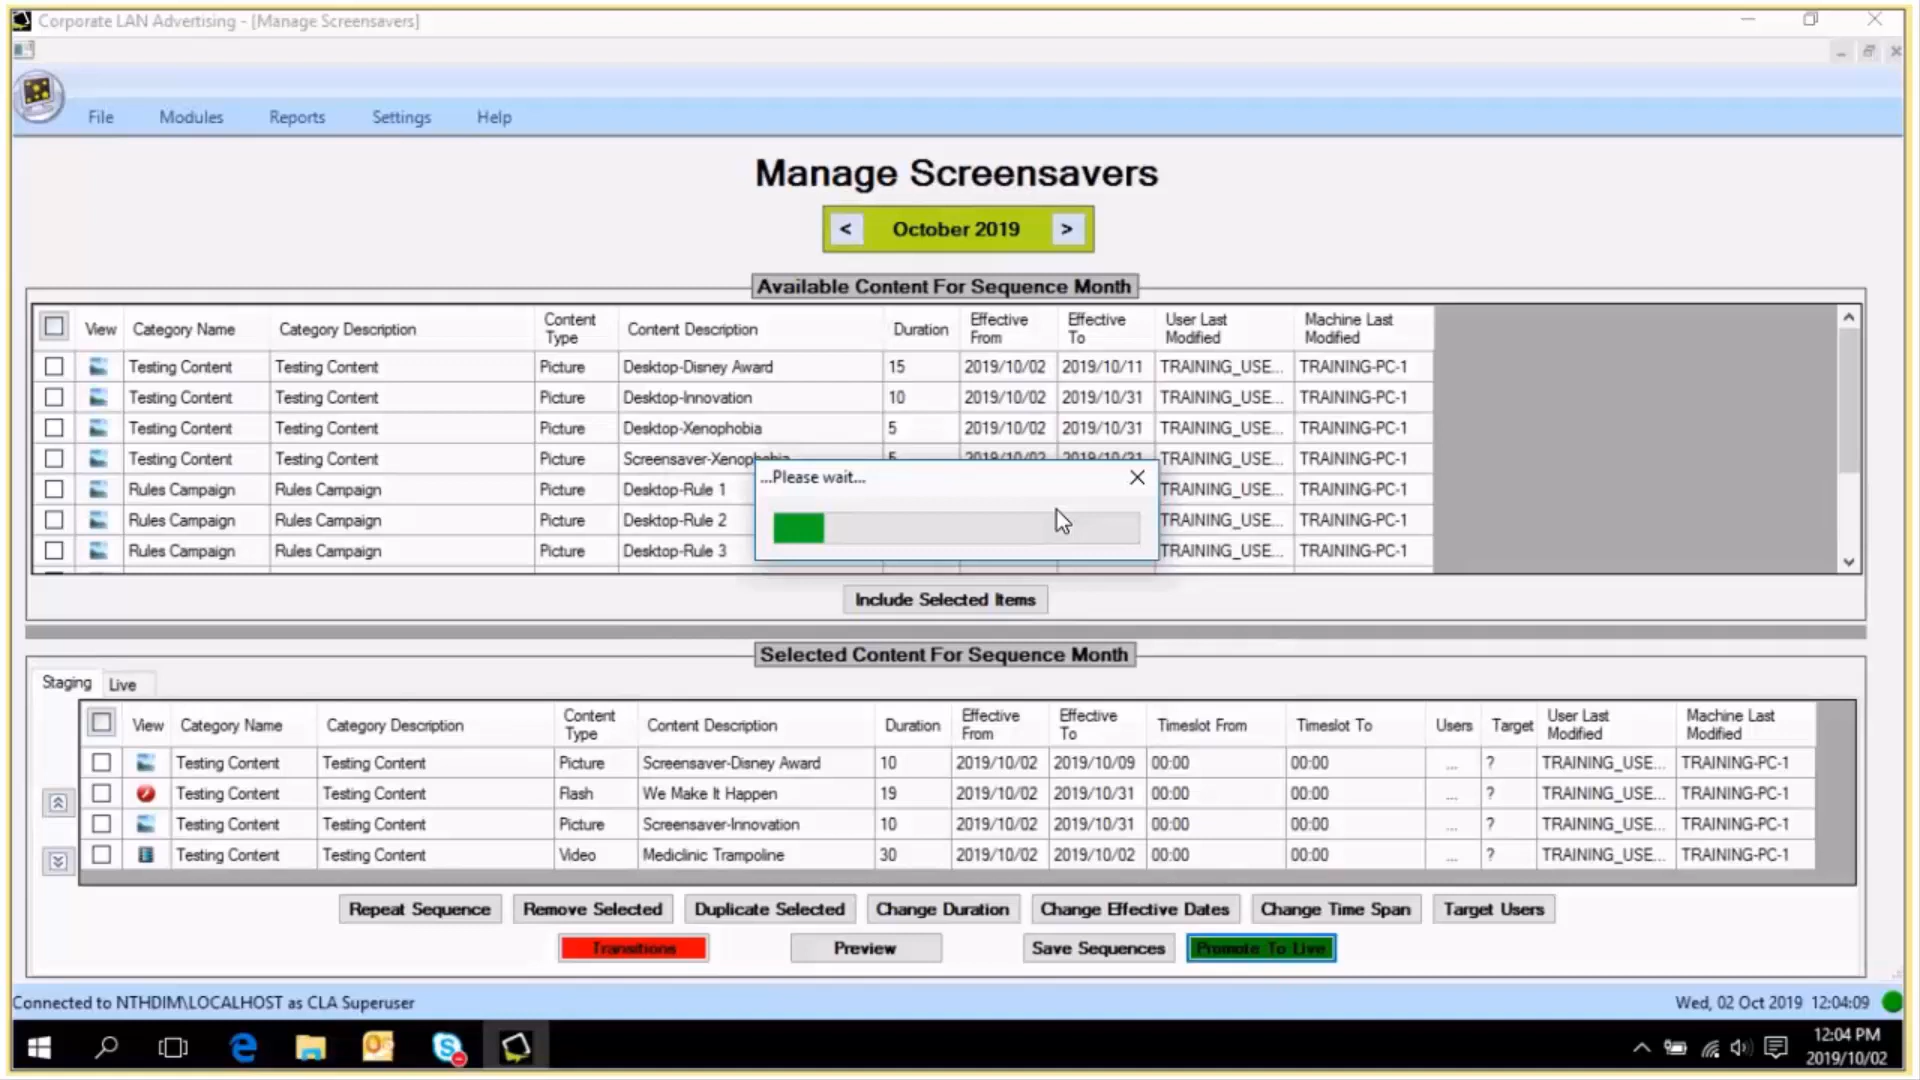 Corporate LAN Advertising - [Manage Screensavers]
File Modules Reports Settings Help
Manage Screensavers
< October 2019 >
Available Content For Sequence Month
View Category Name Category Description Content Type Content Description Duration Effective From Effective To User Last Modified Machine Last Modified
Testing Content Testing Content Picture Desktop-Disney Award 15 2019/10/02 2019/10/11 TRAINING_USE... TRAINING-PC-1
Testing Content Testing Content Picture Desktop-Innovation 10 2019/10/02 2019/10/31 TRAINING_USE... TRAINING-PC-1
Testing Content Testing Content Picture Desktop-Xenophobia 5 2019/10/02 2019/10/31 TRAINING_USE... TRAINING-PC-1
Testing Content Testing Content Picture Screensaver-Xenophobia 5 2019/10/02 2019/10/31 TRAINING_USE... TRAINING-PC-1
Rules Campaign Rules Campaign Picture Desktop-Rule 1 TRAINING_USE... TRAINING-PC-1
Rules Campaign Rules Campaign Picture Desktop-Rule 2 TRAINING_USE... TRAINING-PC-1
Rules Campaign Rules Campaign Picture Desktop-Rule 3 TRAINING_USE... TRAINING-PC-1
...Please wait...
Include Selected Items
Selected Content For Sequence Month
Staging Live
View Category Name Category Description Content Type Content Description Duration Effective From Effective To Timeslot From Timeslot To Users Target User Last Modified Machine Last Modified
Testing Content Testing Content Picture Screensaver-Disney Award 10 2019/10/02 2019/10/09 00:00 00:00 ... ? TRAINING_USE... TRAINING-PC-1
Testing Content Testing Content Flash We Make It Happen 19 2019/10/02 2019/10/31 00:00 00:00 ... ? TRAINING_USE... TRAINING-PC-1
Testing Content Testing Content Picture Screensaver-Innovation 10 2019/10/02 2019/10/31 00:00 00:00 ... ? TRAINING_USE... TRAINING-PC-1
Testing Content Testing Content Video Mediclinic Trampoline 30 2019/10/02 2019/10/02 00:00 00:00 ... ? TRAINING_USE... TRAINING-PC-1
Repeat Sequence Remove Selected Duplicate Selected Change Duration Change Effective Dates Change Time Span Target Users
Transitions Preview Save Sequences Promote To Live
Connected to NTHDIM\LOCALHOST as CLA Superuser Wed, 02 Oct 2019 12:04:09
12:04 PM
2019/10/02